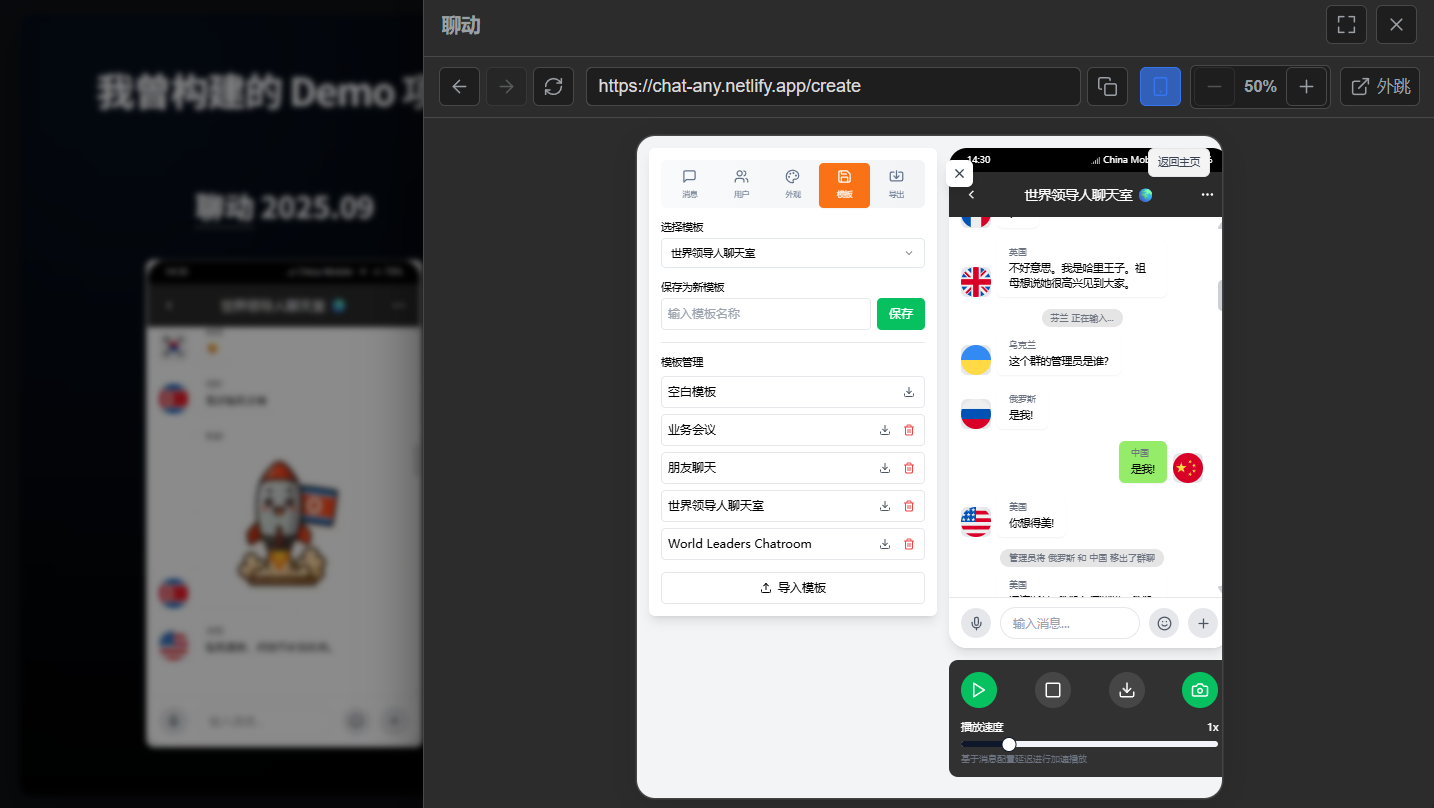 我曾构建的 Demo 项
聊动 2025.09
世界领导人聊天室
聊动
https://chat-any.netlify.app/create
50%
外跳
消息
用户
外观
模板
导出
选择模板
世界领导人聊天室
保存为新模板
输入模板名称
保存
模板管理
空白模板
业务会议
朋友聊天
世界领导人聊天室
World Leaders Chatroom
导入模板
14:30
China Mob
返回主页
世界领导人聊天室
英国
不好意思。我是哈里王子。祖
母想说她很高兴见到大家。
芬兰 正在输入...
乌克兰
这个群的管理员是谁?
俄罗斯
是我!
中国
是我!
美国
你想得美!
管理员将 俄罗斯 和 中国 移出了群聊
美国
输入消息...
播放速度
1x
基于消息配置延迟进行加速播放